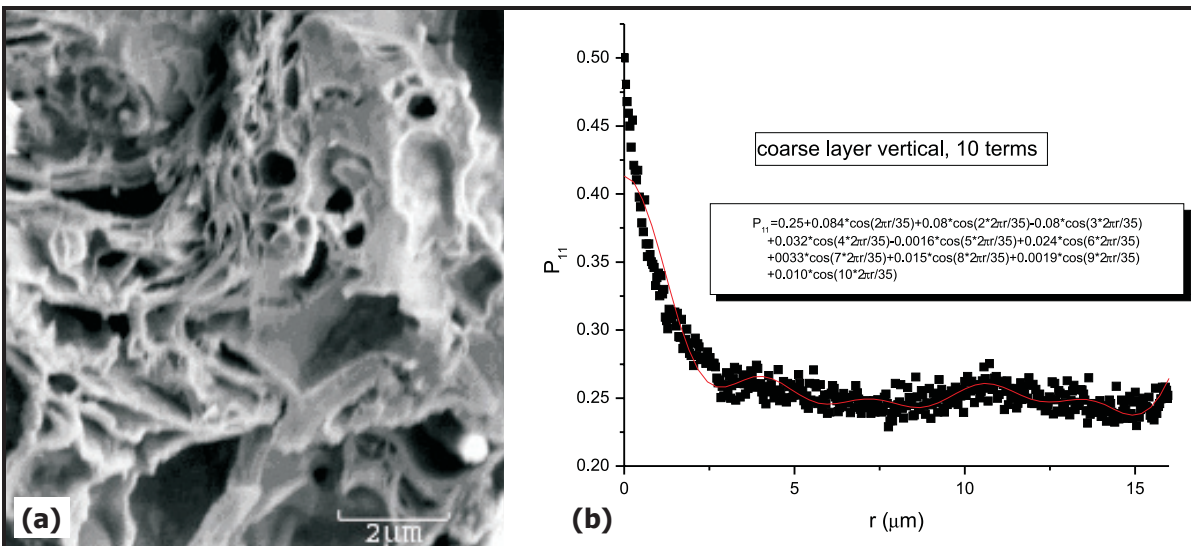 (a)
2μm
0.50
0.45
0.40
0.35
0.30
0.25
0.20
P11
0
5
10
15
r (μm)
coarse layer vertical, 10 terms
P11=0.25+0.084*cos(2πr/35)+0.08*cos(2*2πr/35)-0.08*cos(3*2πr/35)
+0.032*cos(4*2πr/35)-0.0016*cos(5*2πr/35)+0.024*cos(6*2πr/35)
+0033*cos(7*2πr/35)+0.015*cos(8*2πr/35)+0.0019*cos(9*2πr/35)
+0.010*cos(10*2πr/35)
(b)